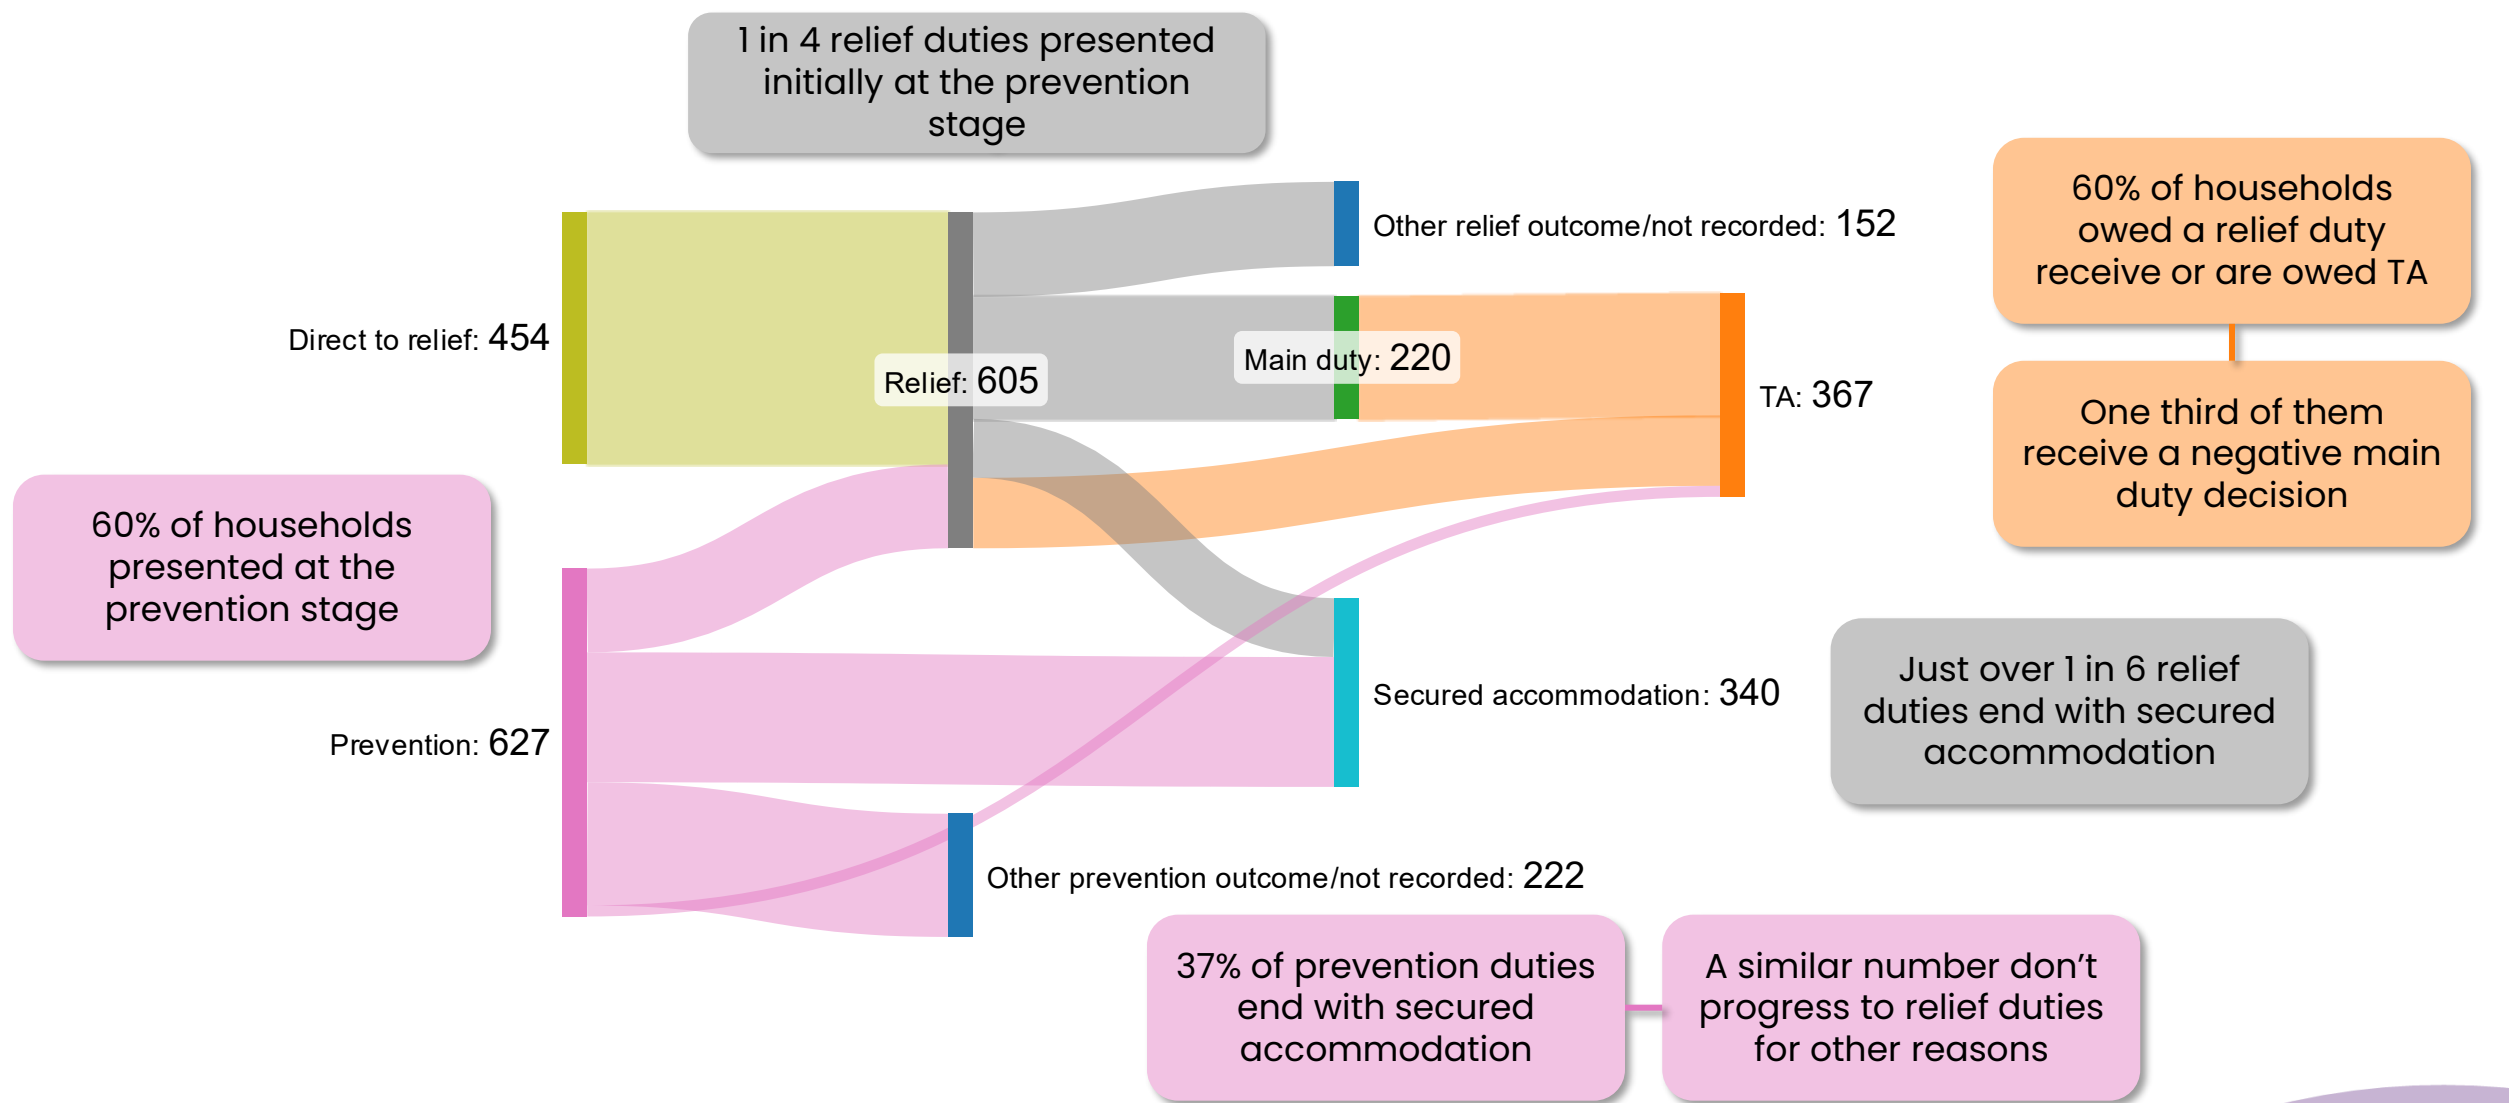 1 in 4 relief duties presented
initially at the prevention
stage
Other relief outcome/not recorded: 152
60% of households
owed a relief duty
receive or are owed TA
Direct to relief: 454
Relief: 605
Main duty: 220
TA: 367
One third of them
receive a negative main
duty decision
60% of households
presented at the
prevention stage
Prevention: 627
Secured accommodation: 340
Just over 1 in 6 relief
duties end with secured
accommodation
Other prevention outcome/not recorded: 222
37% of prevention duties
end with secured
accommodation
A similar number don’t
progress to relief duties
for other reasons